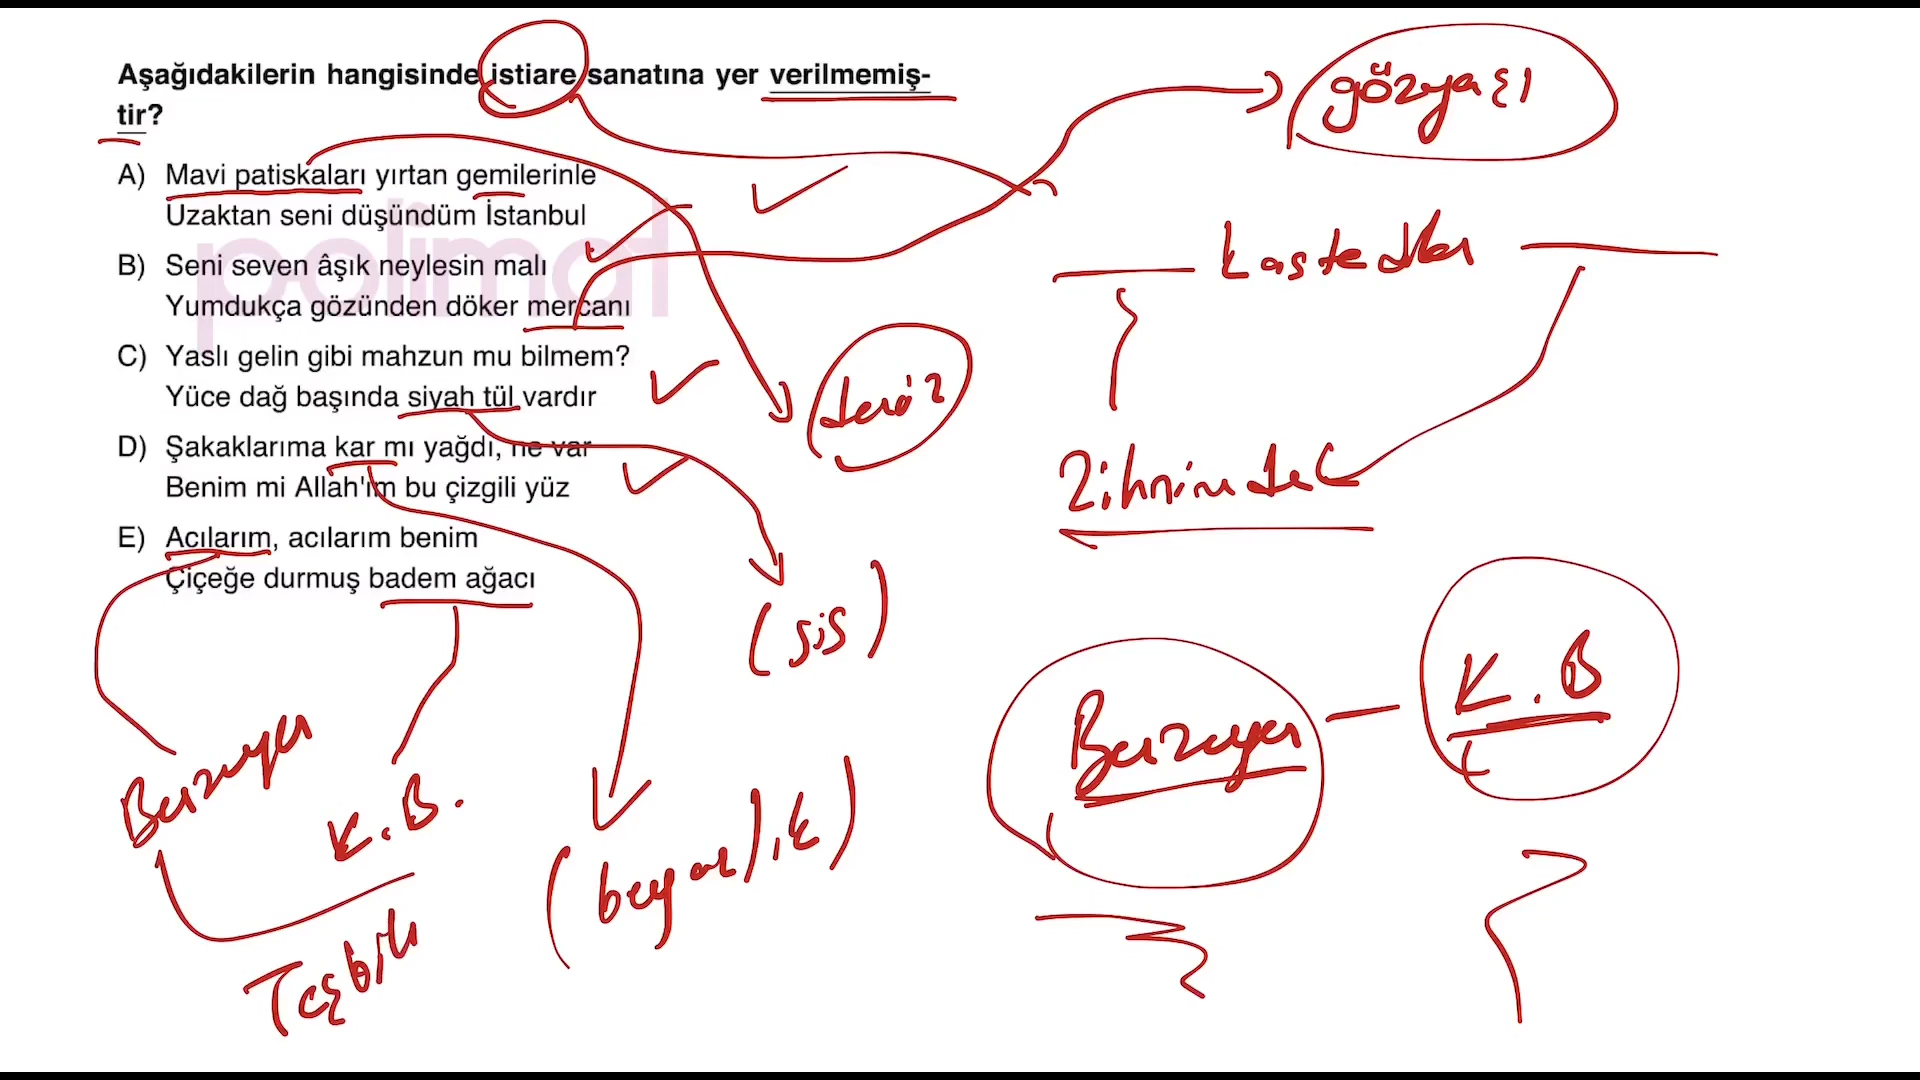 Aşağıdakilerin hangisinde istiare sanatına yer verilmemiş-
tir?
A) Mavi patiskaları yırtan gemilerinle
Uzaktan seni düşündüm İstanbul
B) Seni seven âşık neylesin malı
Yumdukça gözünden döker mercanı
C) Yaslı gelin gibi mahzun mu bilmem?
Yüce dağ başında siyah tül vardır
D) Şakaklarıma kar mı yağdı, ne var
Benim mi Allah'ım bu çizgili yüz
E) Acılarım, acılarım benim
Çiçeğe durmuş badem ağacı
polimat
gözyaşı
deniz
(sis)
(beyazlık)
Benzeyen
K.B.
Teşbih
Benzeyen — K.B